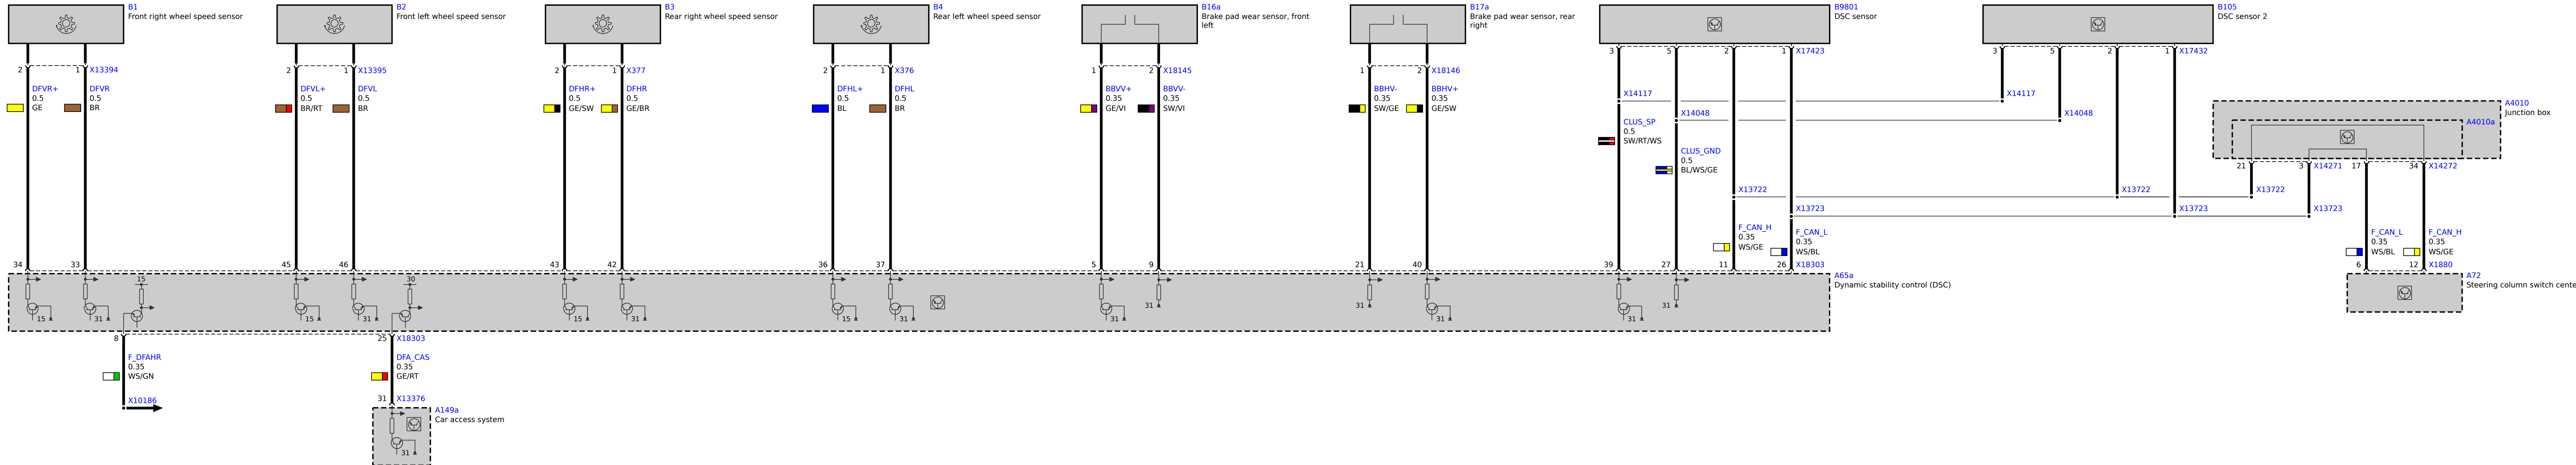 B1
Front right wheel speed sensor
B2
Front left wheel speed sensor
B3
Rear right wheel speed sensor
B4
Rear left wheel speed sensor
B16a
Brake pad wear sensor, front
left
B17a
Brake pad wear sensor, rear
right
B9801
DSC sensor
B105
DSC sensor 2
2 1 X13394
2 1 X13395
2 1 X377
2 1 X376
1 2 X18145
1 2 X18146
3 5 2 1 X17423
3 5 2 1 X17432
DFVR+
0.5
GE
DFVR
0.5
BR
DFVL+
0.5
BR/RT
DFVL
0.5
BR
DFHR+
0.5
GE/SW
DFHR
0.5
GE/BR
DFHL+
0.5
BL
DFHL
0.5
BR
BBVV+
0.35
GE/VI
BBVV-
0.35
SW/VI
BBHV-
0.35
SW/GE
BBHV+
0.35
GE/SW
X14117
X14117
X14048
X14048
CLUS_SP
0.5
SW/RT/WS
CLUS_GND
0.5
BL/WS/GE
A4010
Junction box
A4010a
21 3 X14271 17 34 X14272
X13722
X13722
X13722
X13723
X13723
X13723
F_CAN_H
0.35
WS/GE
F_CAN_L
0.35
WS/BL
F_CAN_L
0.35
WS/BL
F_CAN_H
0.35
WS/GE
34 33 45 46 43 42 36 37 5 9 21 40 39 27 11 26 X18303
6 12 X1880
A65a
Dynamic stability control (DSC)
A72
Steering column switch cente
15 30
31 31
15 31 15 31 15 31 15 31 31 31 31 31
8 25 X18303
F_DFAHR
0.35
WS/GN
DFA_CAS
0.35
GE/RT
X10186
31 X13376
A149a
Car access system
31